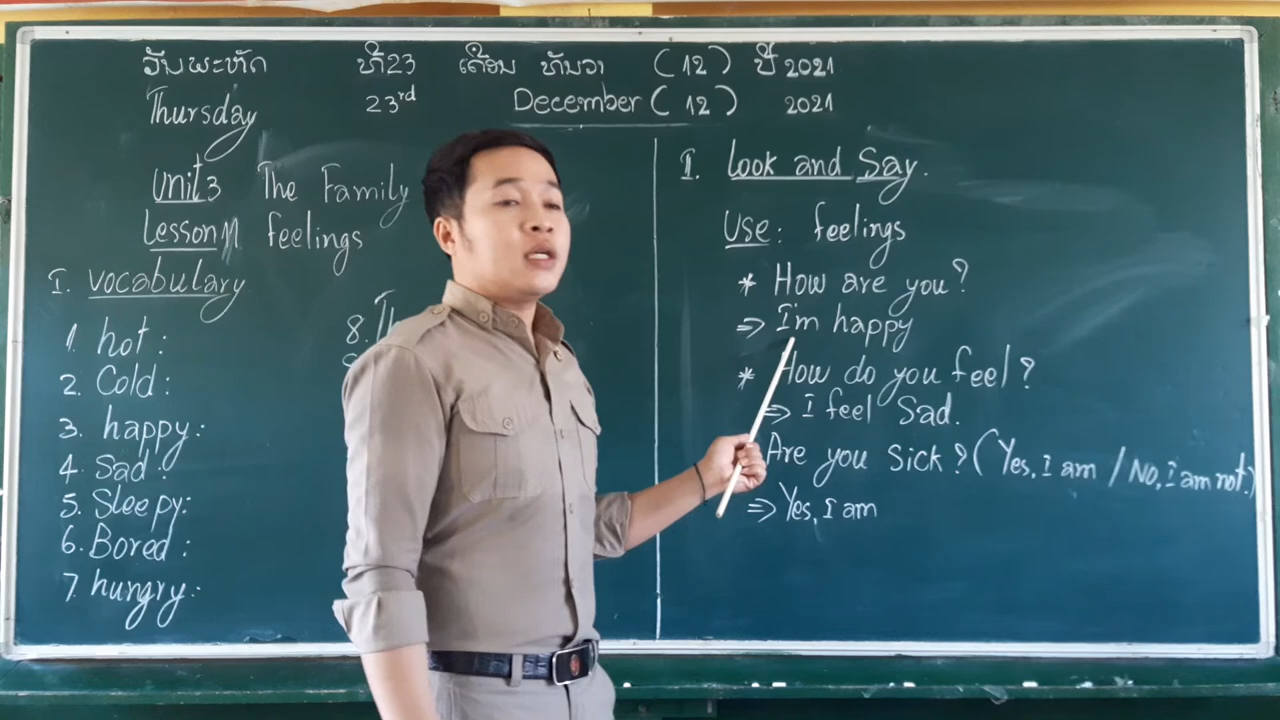 ວັນພະຫັດ ທີ23 ເດືອນ ທັນວາ (12) ປີ 2021
Thursday 23rd December (12) 2021
Unit 3 The Family
Lesson 11 feelings
I. vocabulary
1. hot:
2. Cold:
3. happy:
4. Sad:
5. Sleepy:
6. Bored:
7. hungry:
8.
II. Look and Say.
Use: feelings
* How are you?
⇒ I'm happy
* How do you feel?
⇒ I feel Sad.
Are you Sick? (Yes, I am / No, I am not.)
⇒ Yes, I am